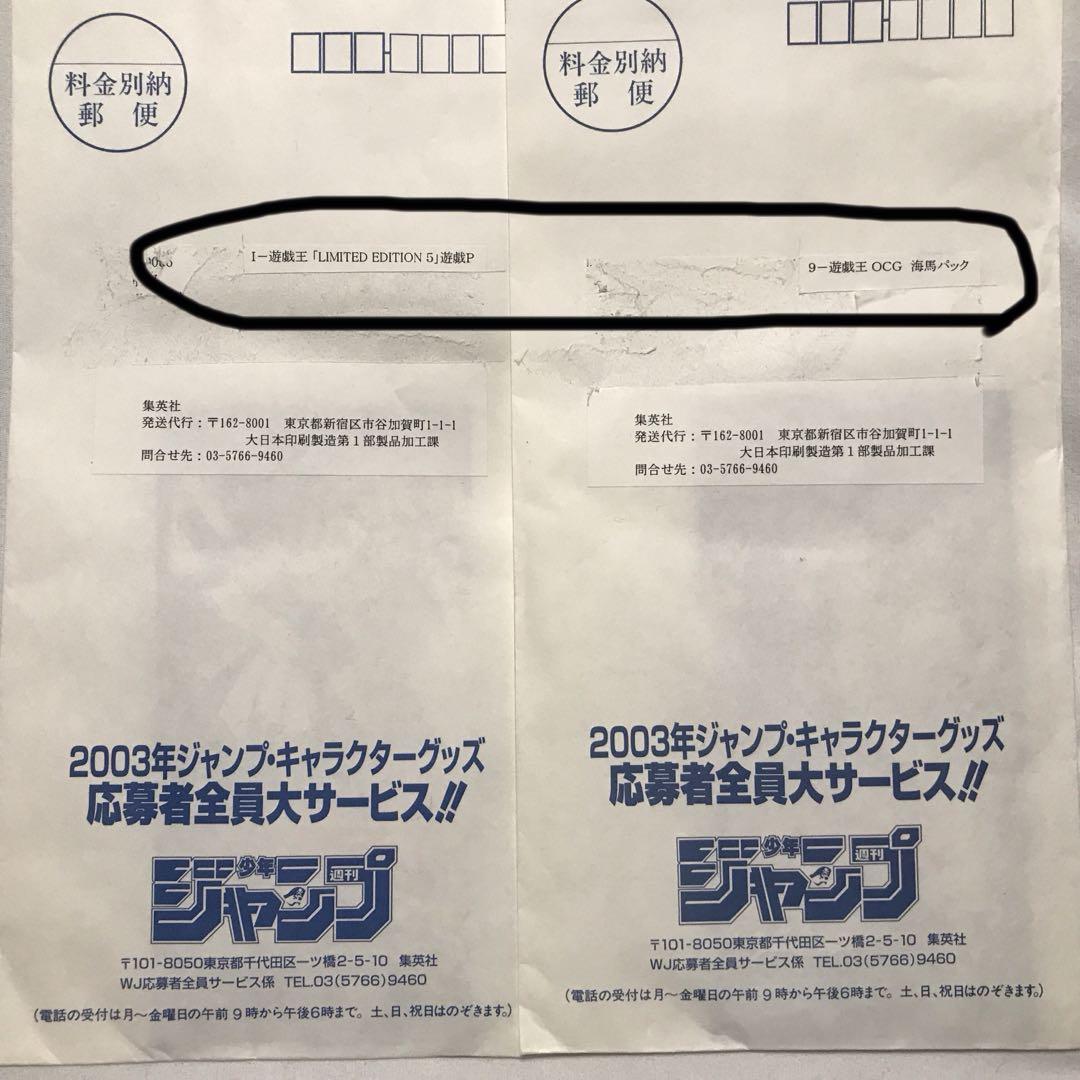 料金別納
郵 便
I－遊戯王「LIMITED EDITION 5」遊戯P
集英社
発送代行：〒162-8001 東京都新宿区市谷加賀町1-1-1
大日本印刷製造第１部製品加工課
問合せ先：03-5766-9460
2003年ジャンプ・キャラクターグッズ
応募者全員大サービス!!
週刊
少年
ジャンプ
〒101-8050東京都千代田区一ツ橋2-5-10 集英社
WJ応募者全員サービス係 TEL.03(5766)9460
(電話の受付は月～金曜日の午前９時から午後6時まで。土、日、祝日はのぞきます。)
料金別納
郵 便
9－遊戯王 OCG 海馬パック
集英社
発送代行：〒162-8001 東京都新宿区市谷加賀町1-1-1
大日本印刷製造第１部製品加工課
問合せ先：03-5766-9460
2003年ジャンプ・キャラクターグッズ
応募者全員大サービス!!
週刊
少年
ジャンプ
〒101-8050東京都千代田区一ツ橋2-5-10 集英社
WJ応募者全員サービス係 TEL.03(5766)9460
(電話の受付は月～金曜日の午前９時から午後6時まで。土、日、祝日はのぞきます。)